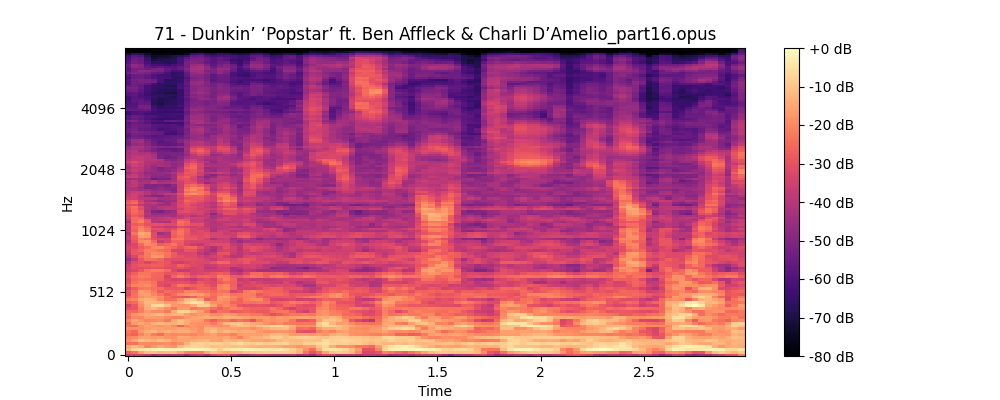 71 - Dunkin’ ‘Popstar’ ft. Ben Affleck & Charli D’Amelio_part16.opus
Hz
4096
2048
1024
512
0
0
0.5
1
1.5
2
2.5
Time
+0 dB
-10 dB
-20 dB
-30 dB
-40 dB
-50 dB
-60 dB
-70 dB
-80 dB